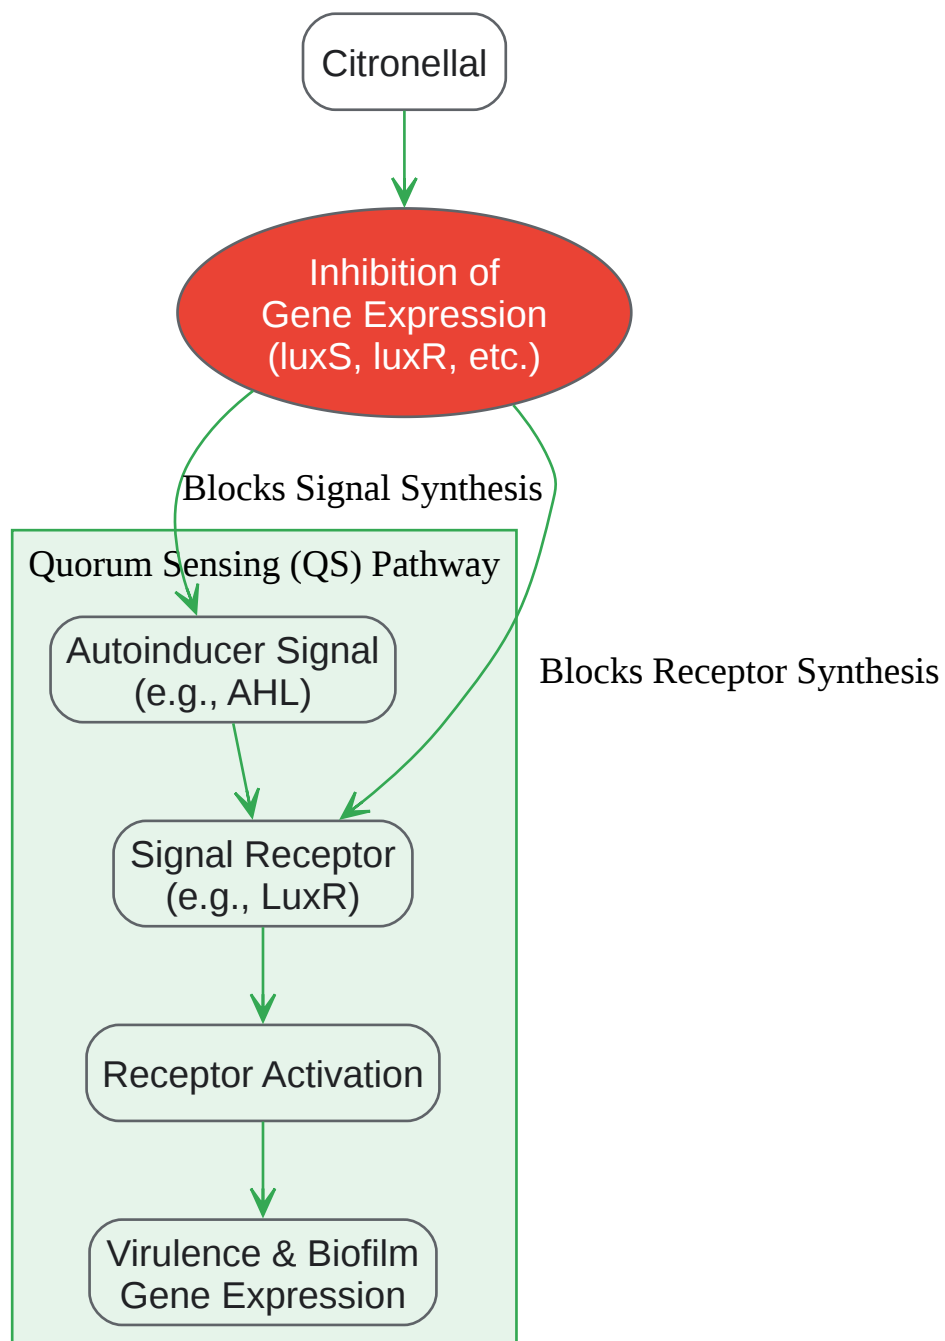 Citronellal
Inhibition of
Gene Expression
(luxS, luxR, etc.)
Blocks Signal Synthesis
Quorum Sensing (QS) Pathway
Autoinducer Signal
(e.g., AHL)
Blocks Receptor Synthesis
Signal Receptor
(e.g., LuxR)
Receptor Activation
Virulence & Biofilm
Gene Expression